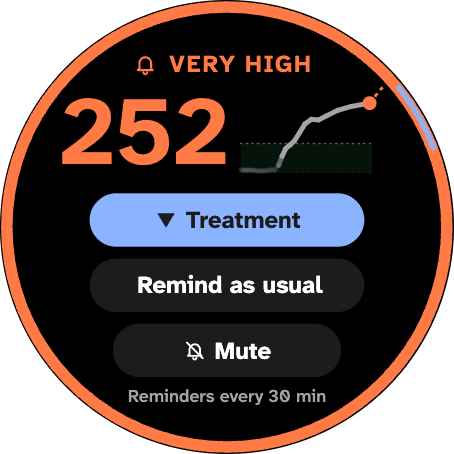 VERY HIGH
252
Treatment
Remind as usual
Mute
Reminders every 30 min